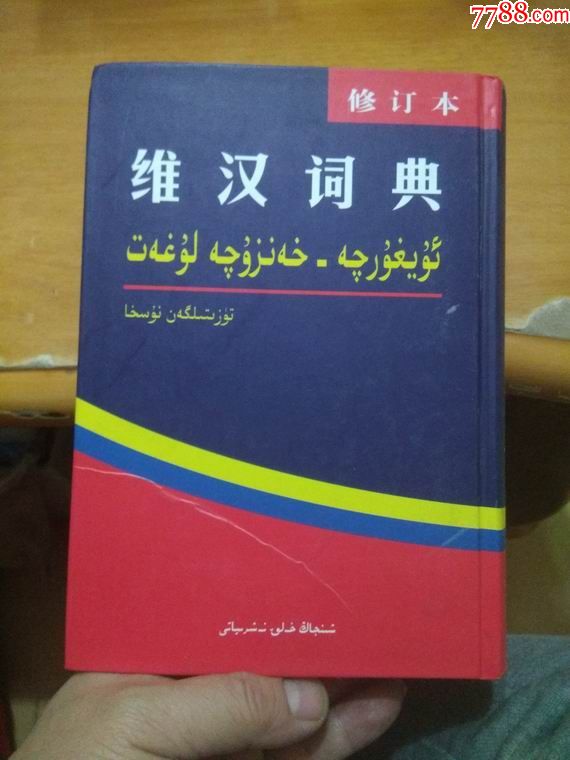 7788.com
修订本
维汉词典
ئۇيغۇرچە - خەنزۇچە لۇغەت
تۈزىتىلگەن نۇسخا
شىنجاڭ خەلق نەشرىياتى